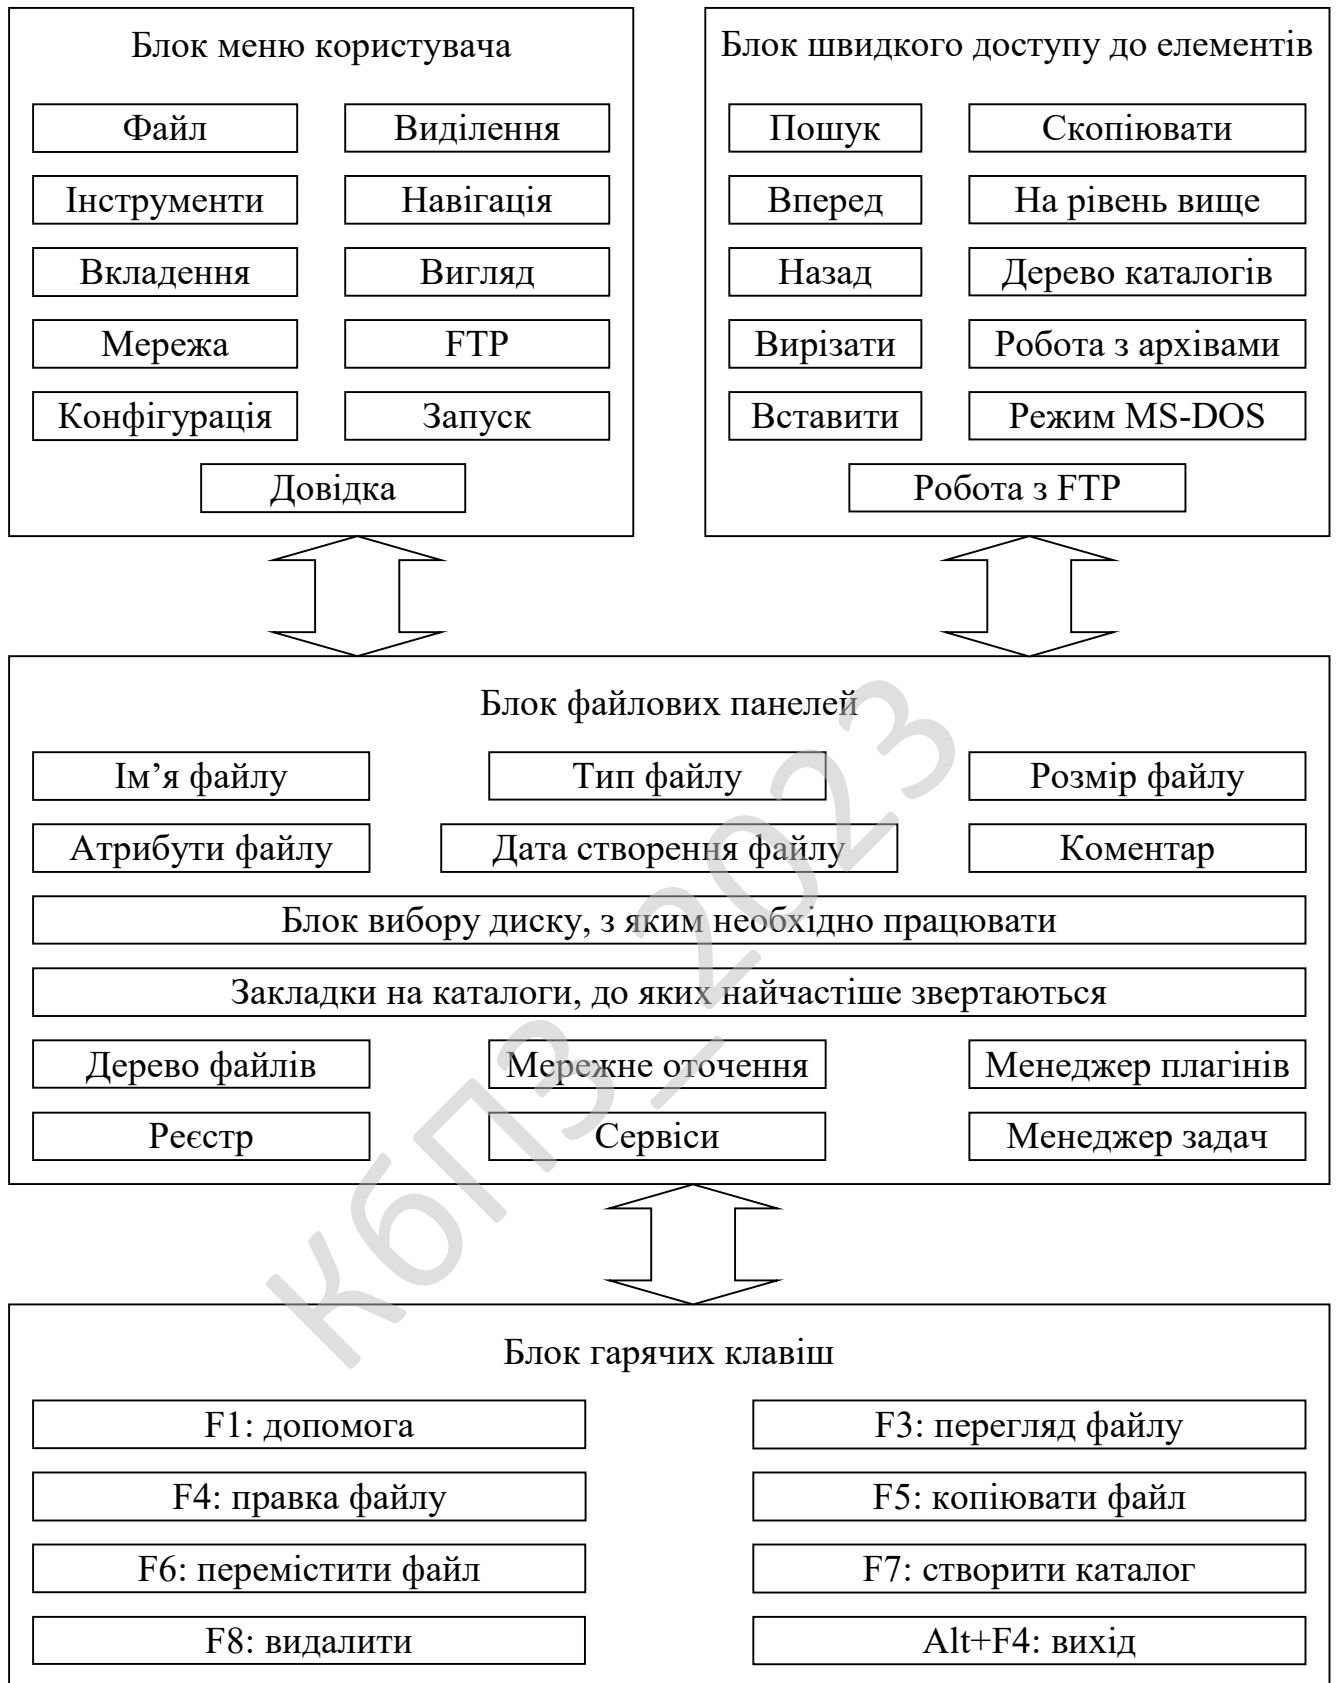 Блок меню користувача
Файл
Виділення
Інструменти
Навігація
Вкладення
Вигляд
Мережа
FTP
Конфігурація
Запуск
Довідка
Блок швидкого доступу до елементів
Пошук
Скопіювати
Вперед
На рівень вище
Назад
Дерево каталогів
Вирізати
Робота з архівами
Вставити
Режим MS-DOS
Робота з FTP
Блок файлових панелей
Ім’я файлу
Тип файлу
Розмір файлу
Атрибути файлу
Дата створення файлу
Коментар
Блок вибору диску, з яким необхідно працювати
Закладки на каталоги, до яких найчастіше звертаються
Дерево файлів
Мережне оточення
Менеджер плагінів
Реєстр
Сервіси
Менеджер задач
Блок гарячих клавіш
F1: допомога
F3: перегляд файлу
F4: правка файлу
F5: копіювати файл
F6: перемістити файл
F7: створити каталог
F8: видалити
Alt+F4: вихід
КбПЗ_2023